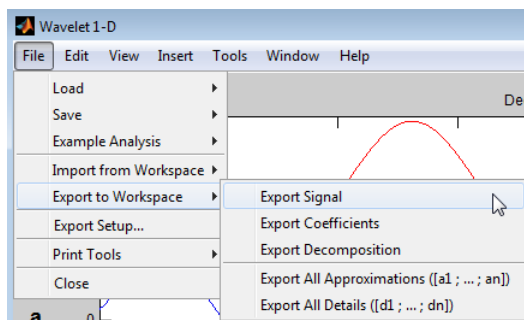 Wavelet 1-D
File Edit View Insert Tools Window Help
Load
De
Save
Example Analysis
Import from Workspace
Export to Workspace
Export Signal
Export Setup...
Export Coefficients
Print Tools
Export Decomposition
Close
Export All Approximations ([a1 ; ... ; an])
Export All Details ([d1 ; ... ; dn])
a 0